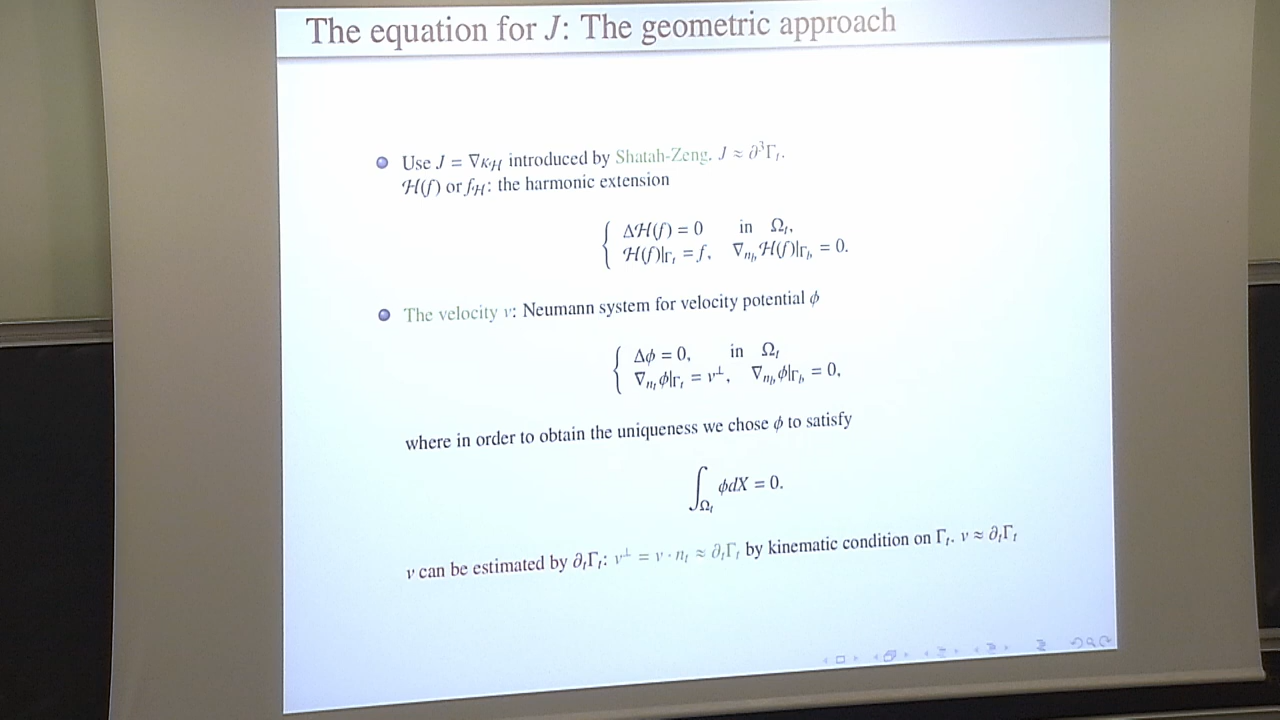 The equation for J: The geometric approach
Use J = ∇κ_ℋ introduced by Shatah-Zeng. J ≈ ∂³Γ_t.
ℋ(f) or f_ℋ: the harmonic extension
Δℋ(f) = 0 in Ω_t,
ℋ(f)|_{Γ_t} = f, ∇_{n_b}ℋ(f)|_{Γ_b} = 0.
The velocity v: Neumann system for velocity potential ϕ
Δϕ = 0, in Ω_t
∇_{n_t}ϕ|_{Γ_t} = v^⊥, ∇_{n_b}ϕ|_{Γ_b} = 0,
where in order to obtain the uniqueness we chose ϕ to satisfy
∫_{Ω_t} ϕdX = 0.
v can be estimated by ∂_tΓ_t: v^⊥ = v · n_t ≈ ∂_tΓ_t by kinematic condition on Γ_t. v ≈ ∂_tΓ_t